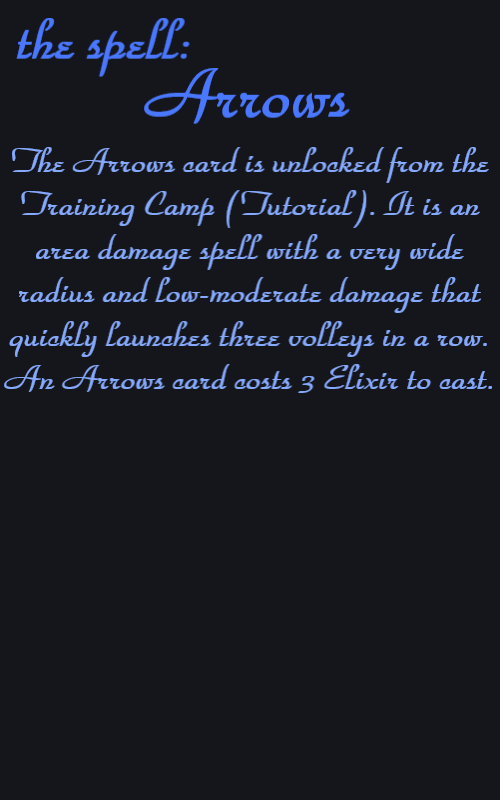 the spell:
Arrows
The Arrows card is unlocked from the
Training Camp (Tutorial). It is an
area damage spell with a very wide
radius and low-moderate damage that
quickly launches three volleys in a row.
An Arrows card costs 3 Elixir to cast.